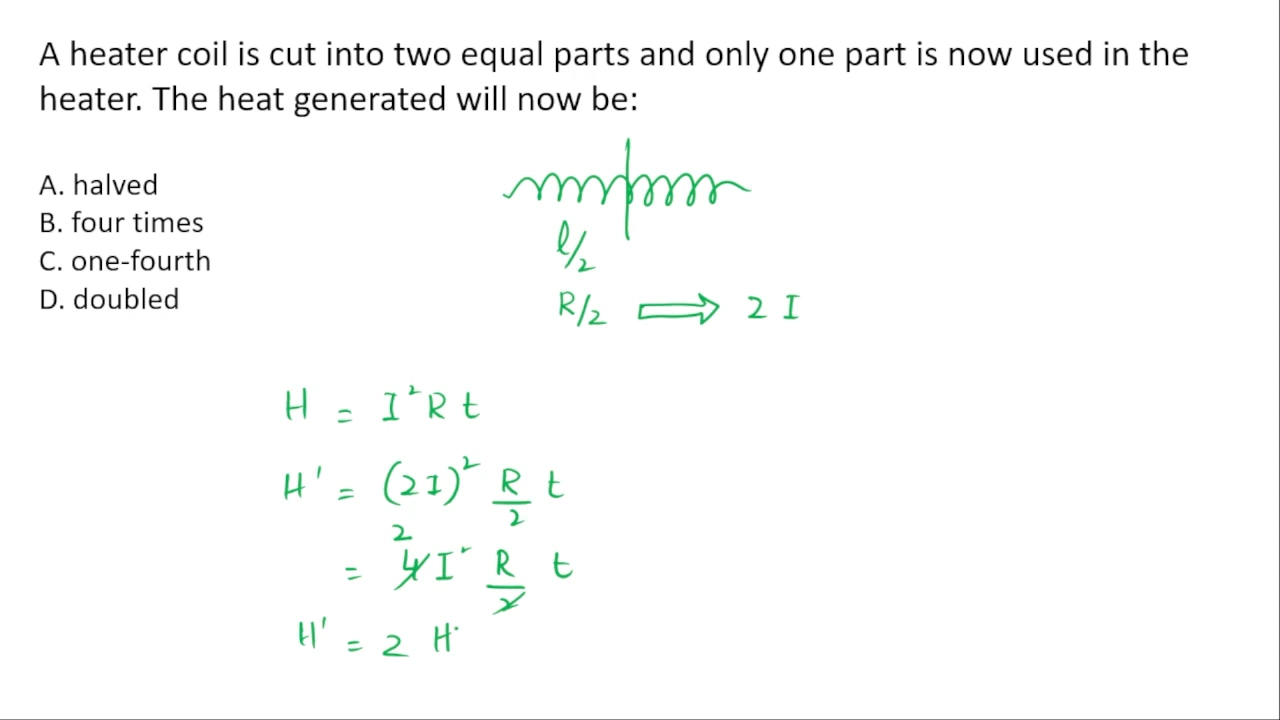 A heater coil is cut into two equal parts and only one part is now used in the
heater. The heat generated will now be:
A. halved
B. four times
C. one-fourth
D. doubled
l/2
R/2 ⟹ 2 I
H = I² R t
H' = (2I)² R/2 t
2
= 4I² R/2 t
H' = 2 H